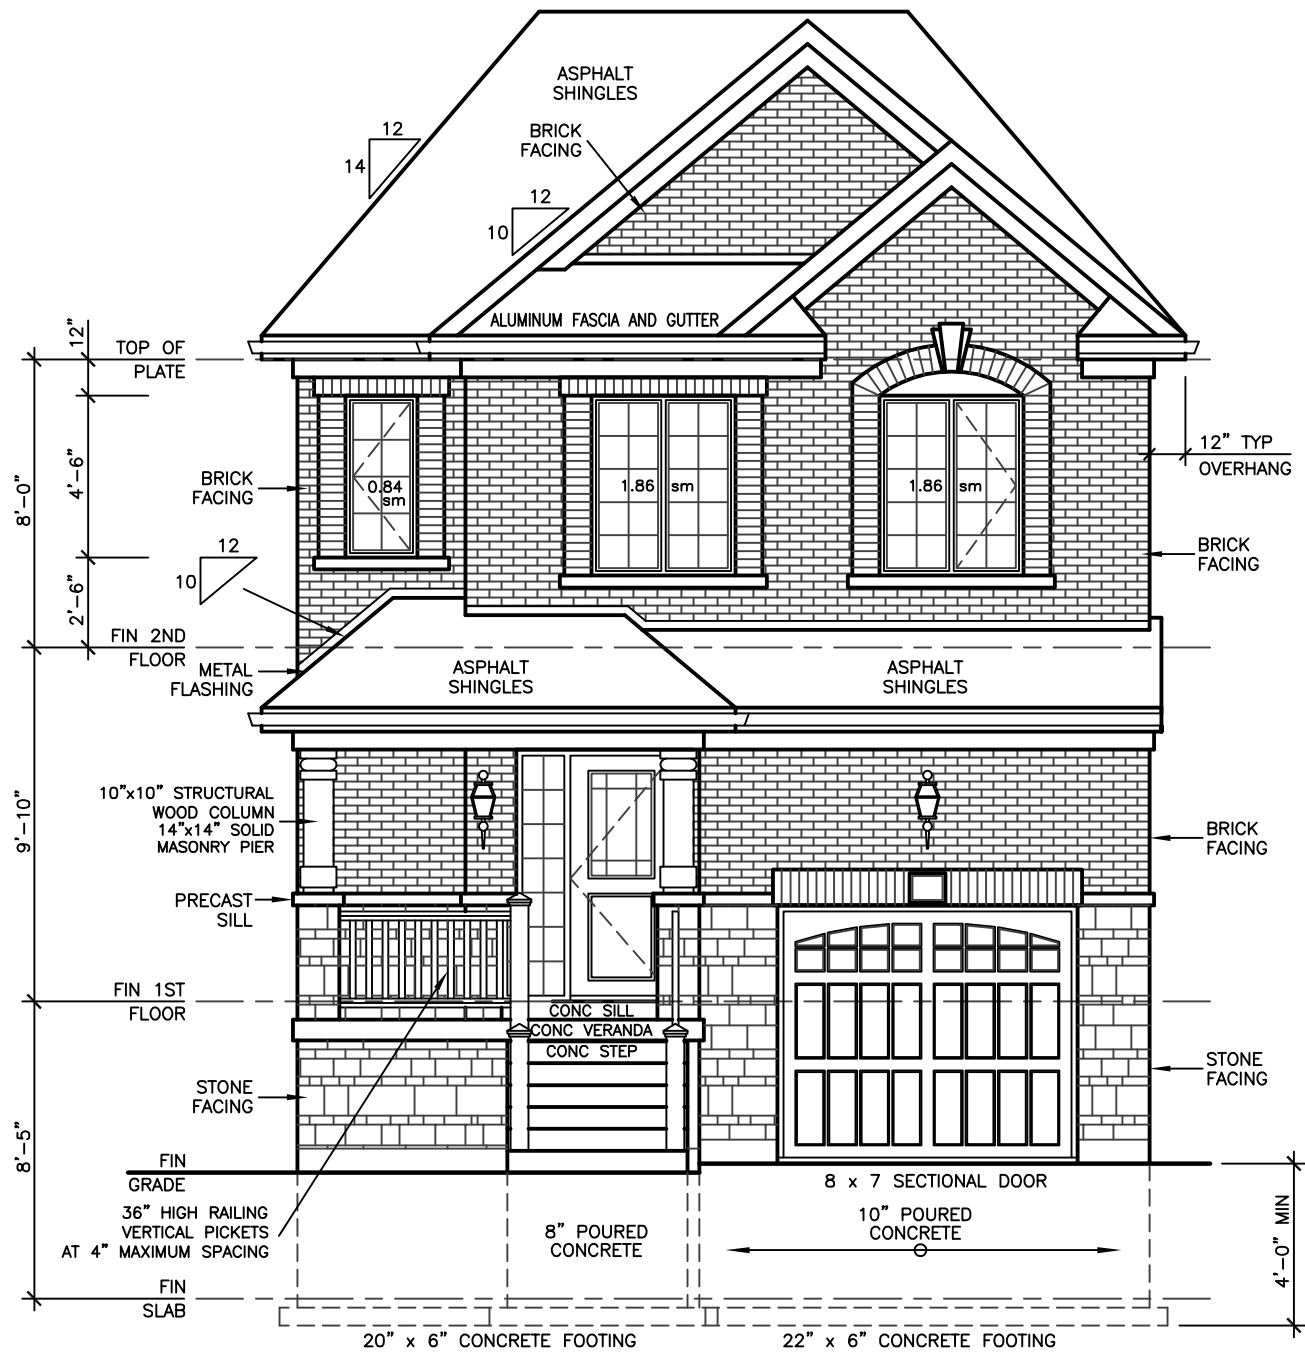 ASPHALT
SHINGLES
BRICK
FACING
12
14
12
10
ALUMINUM FASCIA AND GUTTER
12"
TOP OF
PLATE
8'-0"
4'-6"
2'-6"
BRICK
FACING
0.84
sm
1.86 sm
1.86 sm
12" TYP
OVERHANG
BRICK
FACING
12
10
FIN 2ND
FLOOR
METAL
FLASHING
ASPHALT
SHINGLES
ASPHALT
SHINGLES
9'-10"
10"x10" STRUCTURAL
WOOD COLUMN
14"x14" SOLID
MASONRY PIER
BRICK
FACING
PRECAST
SILL
FIN 1ST
FLOOR
CONC SILL
CONC VERANDA
CONC STEP
STONE
FACING
STONE
FACING
8'-5"
FIN
GRADE
8 x 7 SECTIONAL DOOR
36" HIGH RAILING
VERTICAL PICKETS
AT 4" MAXIMUM SPACING
8" POURED
CONCRETE
10" POURED
CONCRETE
4'-0" MIN
FIN
SLAB
20" x 6" CONCRETE FOOTING
22" x 6" CONCRETE FOOTING